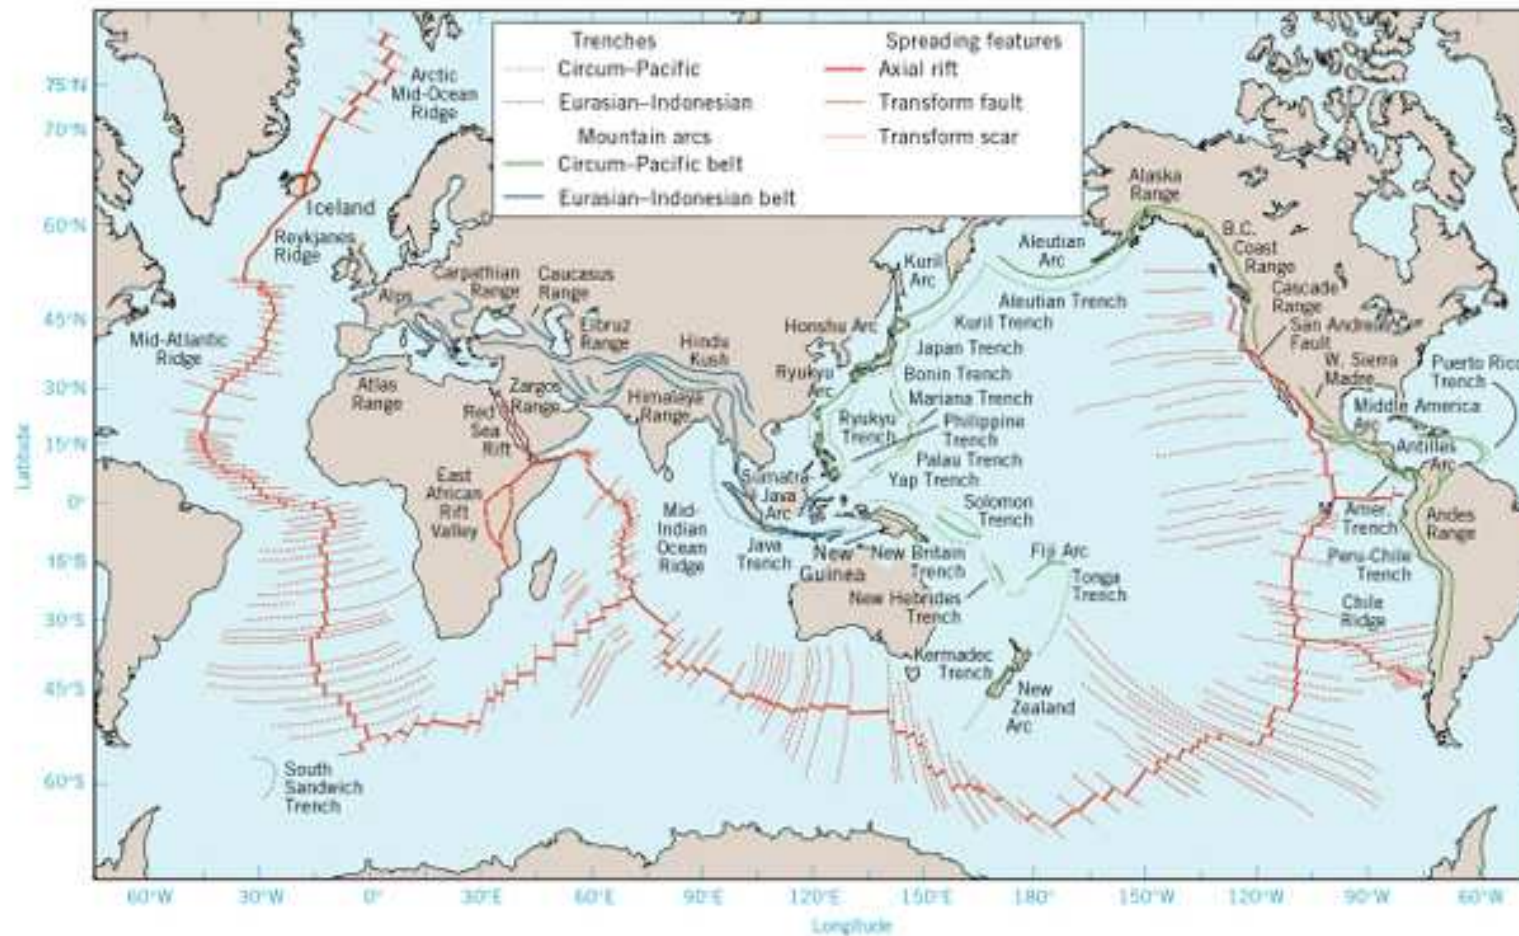 Trenches
Circum–Pacific
Eurasian–Indonesian
Mountain arcs
Circum–Pacific belt
Eurasian–Indonesian belt
Spreading features
Axial rift
Transform fault
Transform scar
Arctic
Mid-Ocean
Ridge
Iceland
Reykjanes
Ridge
Mid-Atlantic
Ridge
Alps
Carpathian
Range
Caucasus
Range
Elbruz
Range
Hindu
Kush
Atlas
Range
Red
Sea
Rift
Zargos
Range
Himalaya
Range
East
African
Rift
Valley
Mid-
Indian
Ocean
Ridge
South
Sandwich
Trench
Kuril
Arc
Honshu Arc
Ryukyu
Arc
Ryukyu
Trench
Sumatra
Java
Arc
Java
Trench
New
Guinea
Aleutian
Arc
Aleutian Trench
Kuril Trench
Japan Trench
Bonin Trench
Mariana Trench
Philippine
Trench
Palau Trench
Yap Trench
Solomon
Trench
New Britain
Trench
Fiji Arc
Tonga
Trench
New Hebrides
Trench
Kermadec
Trench
New
Zealand
Arc
Alaska
Range
B.C.
Coast
Range
Cascade
Range
San Andreas
Fault
W. Sierra
Madre
Puerto Rico
Trench
Middle America
Arc
Antilles
Arc
M. Amer.
Trench
Andes
Range
Peru-Chile
Trench
Chile
Ridge
Latitude
75°N
70°N
60°N
45°N
30°N
15°N
0°
15°S
30°S
45°S
60°S
60°W
30°W
0°
30°E
60°E
90°E
120°E
150°E
180°
150°W
120°W
90°W
60°W
Longitude